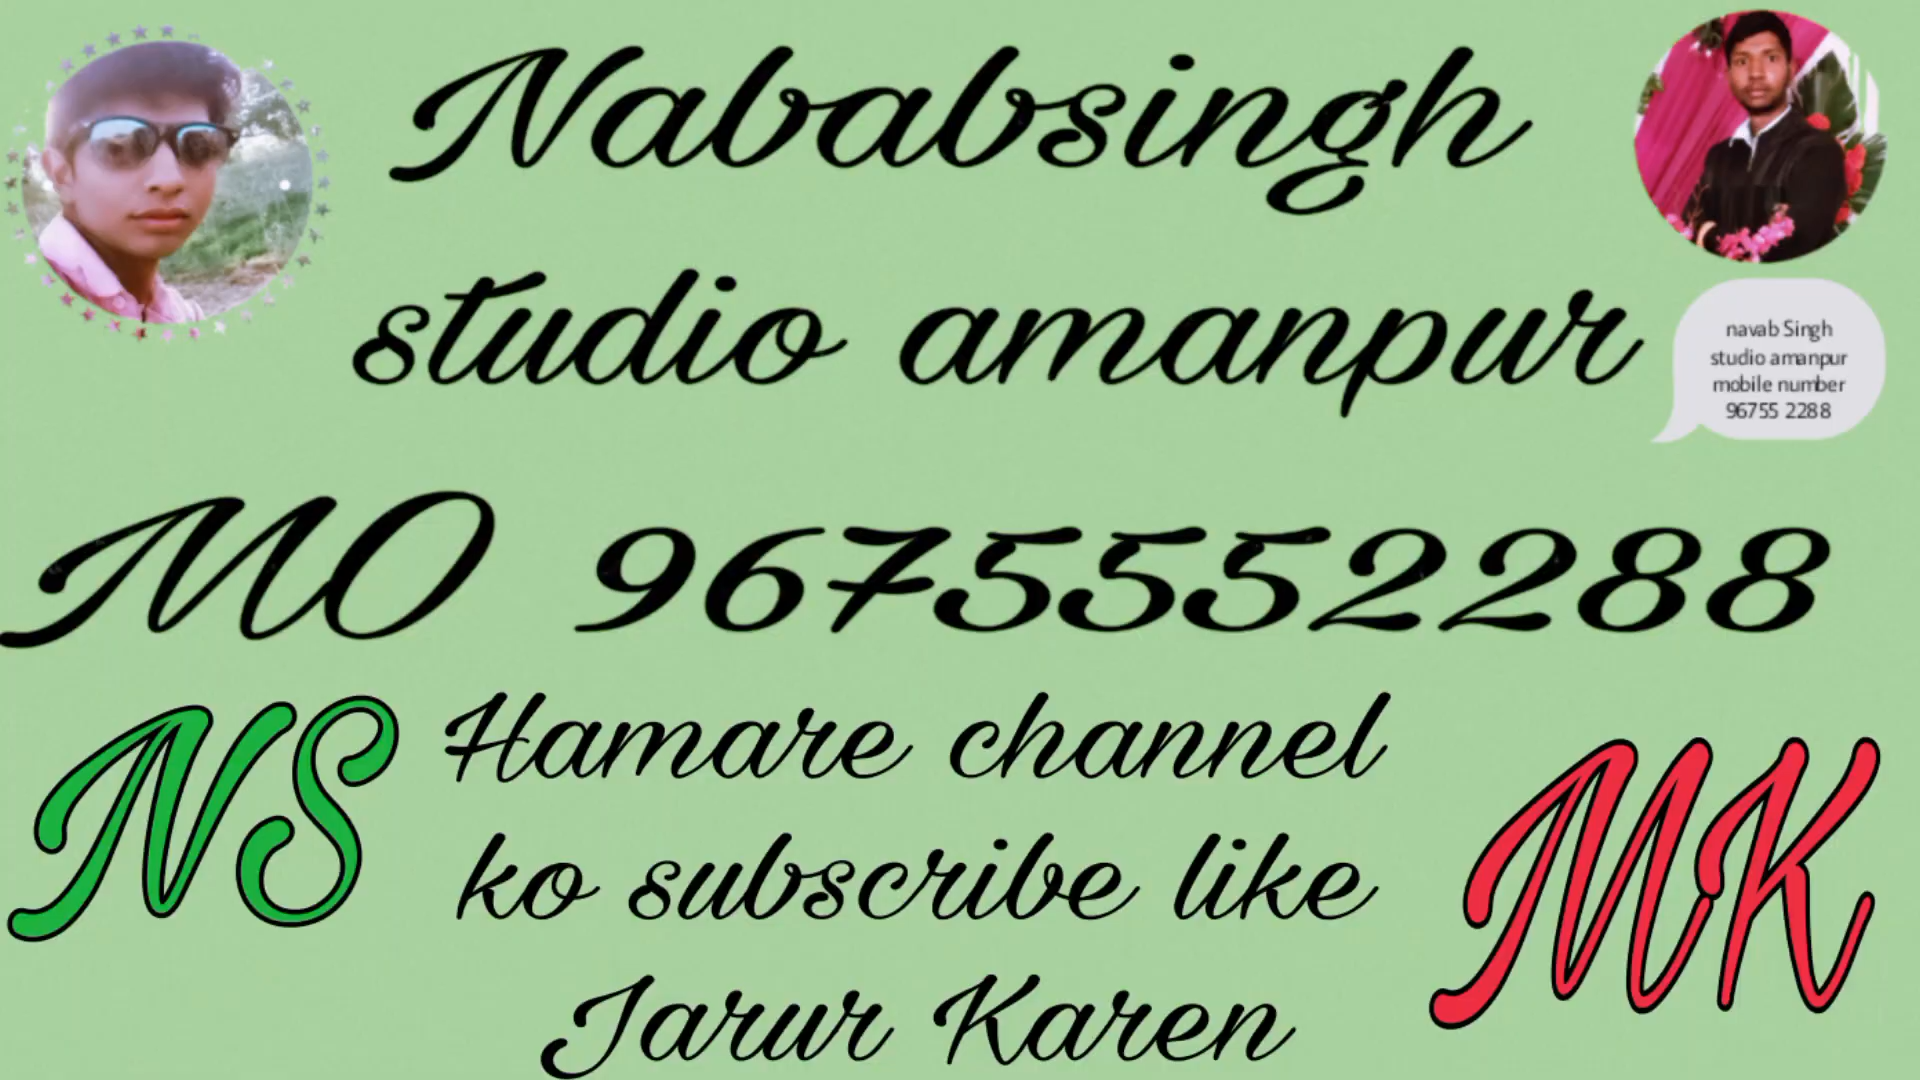 Nababsingh
studio amanpur
navab Singh
studio amanpur
mobile number
96755 2288
MO 9675552288
NS
Hamare channel
ko subscribe like
Jarur Karen
MK